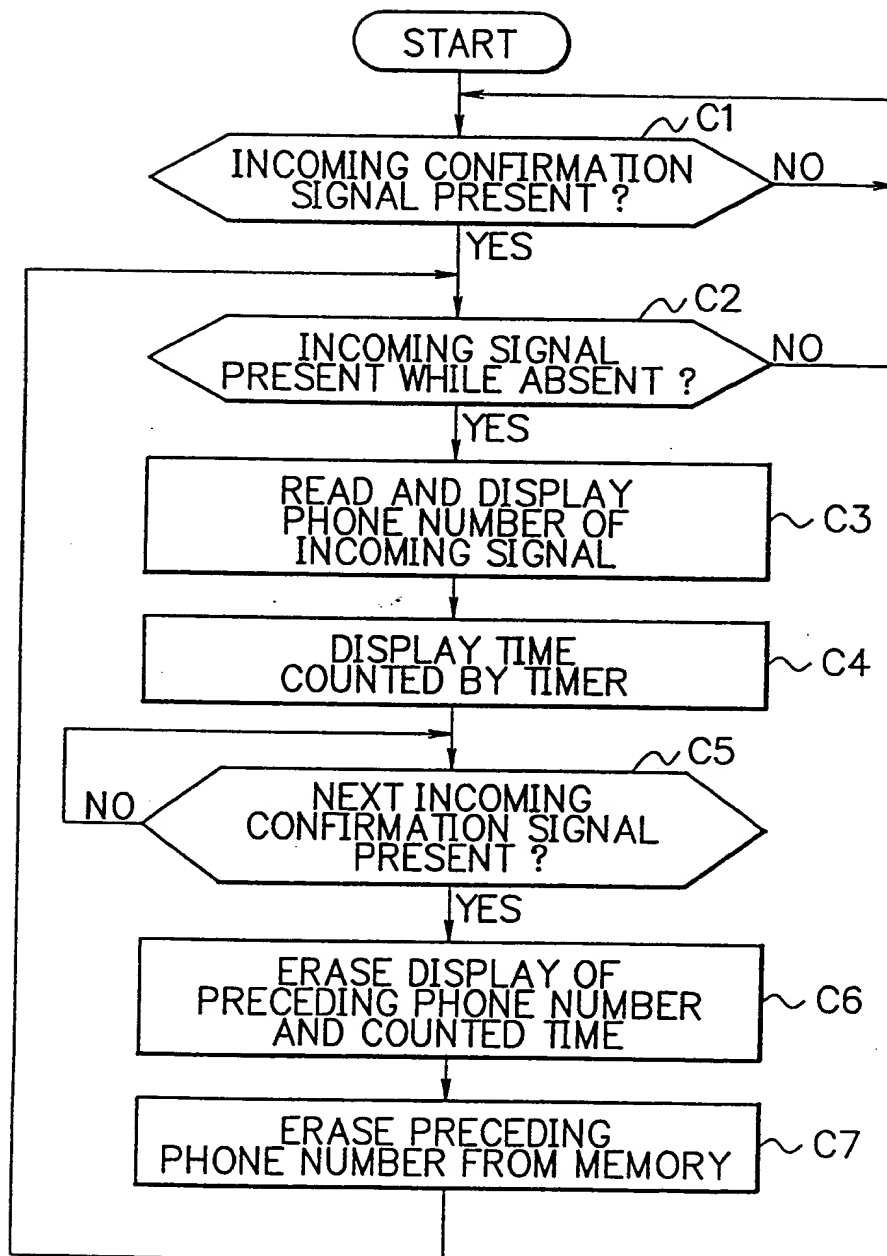 START
C1
INCOMING CONFIRMATION
SIGNAL PRESENT ?
NO
YES
C2
INCOMING SIGNAL
PRESENT WHILE ABSENT ?
NO
YES
READ AND DISPLAY
PHONE NUMBER OF
INCOMING SIGNAL
C3
DISPLAY TIME
COUNTED BY TIMER
C4
C5
NEXT INCOMING
CONFIRMATION SIGNAL
PRESENT ?
NO
YES
ERASE DISPLAY OF
PRECEDING PHONE NUMBER
AND COUNTED TIME
C6
ERASE PRECEDING
PHONE NUMBER FROM MEMORY
C7